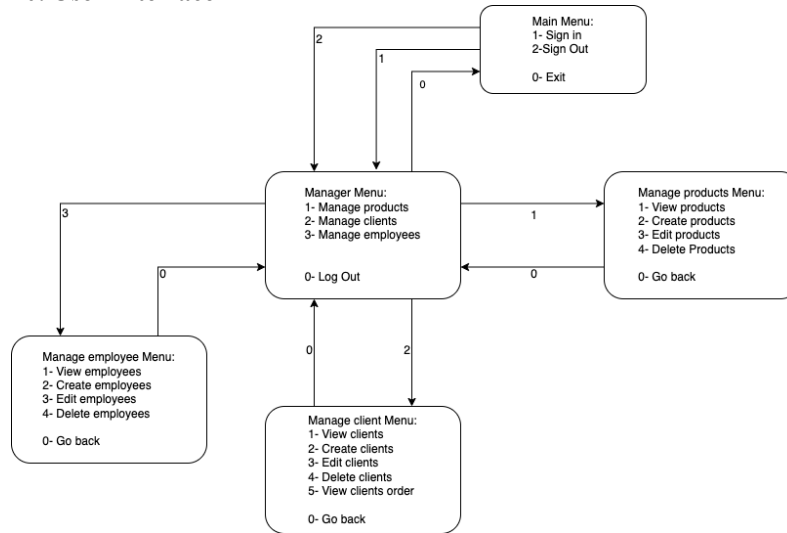 Main Menu:
1- Sign in
2-Sign Out
0- Exit
2
1
0
Manager Menu:
1- Manage products
2- Manage clients
3- Manage employees
0- Log Out
Manage products Menu:
1- View products
2- Create products
3- Edit products
4- Delete Products
0- Go back
3
1
0
0
Manage employee Menu:
1- View employees
2- Create employees
3- Edit employees
4- Delete employees
0- Go back
0
2
Manage client Menu:
1- View clients
2- Create clients
3- Edit clients
4- Delete clients
5- View clients order
0- Go back